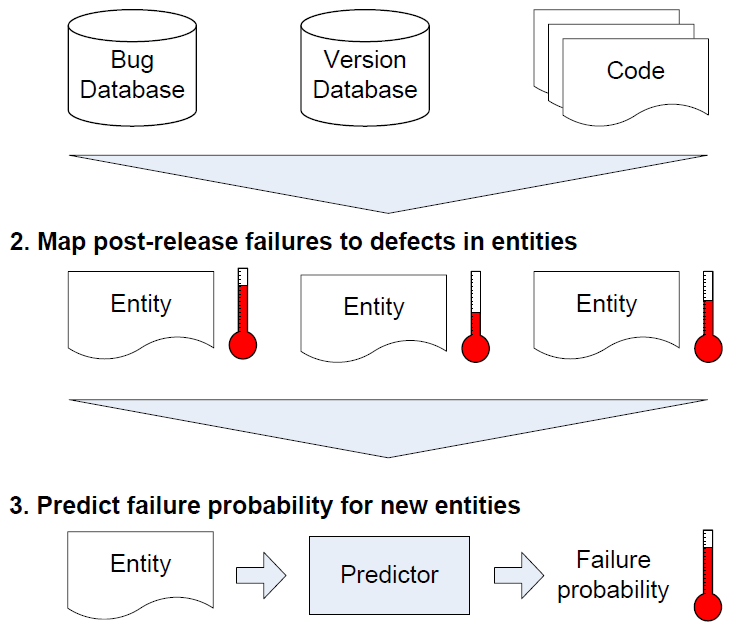 Bug
Database
Version
Database
Code
2. Map post-release failures to defects in entities
Entity
Entity
Entity
3. Predict failure probability for new entities
Entity
Predictor
Failure
probability